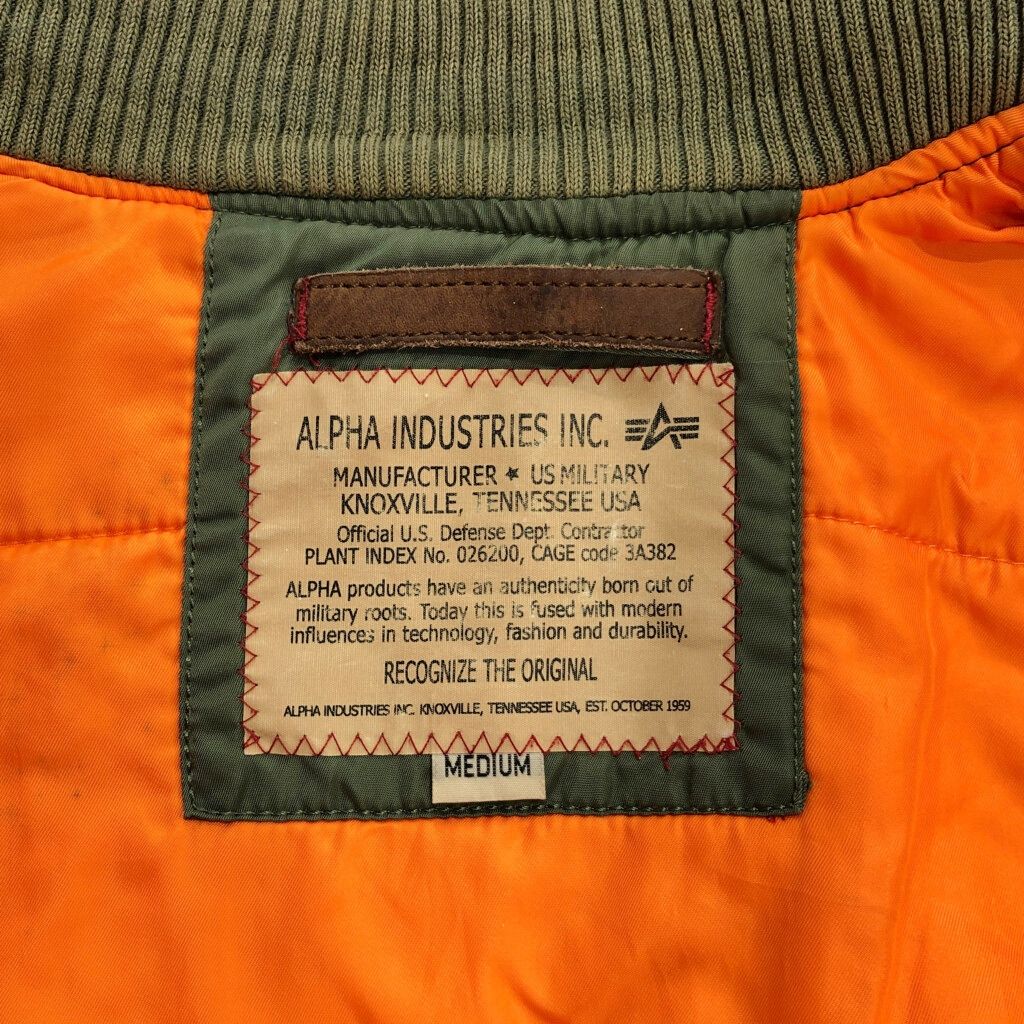 ALPHA INDUSTRIES INC.
MANUFACTURER ★ US MILITARY
KNOXVILLE, TENNESSEE USA
Official U.S. Defense Dept. Contractor
PLANT INDEX No. 026200, CAGE code 3A382
ALPHA products have an authenticity born out of
military roots. Today this is fused with modern
influences in technology, fashion and durability.
RECOGNIZE THE ORIGINAL
ALPHA INDUSTRIES INC. KNOXVILLE, TENNESSEE USA, EST. OCTOBER 1959
MEDIUM